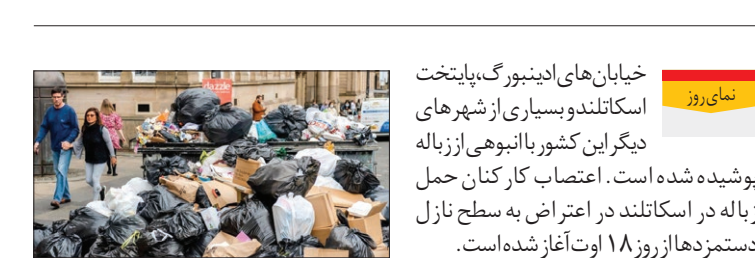 نمای‌روز
خیابان‌های ادینبورگ، پایتخت
اسکاتلند و بسیاری از شهرهای
دیگر این کشور با انبوهی از زباله
پوشیده شده است. اعتصاب کارکنان حمل
زباله در اسکاتلند در اعتراض به سطح نازل
دستمزدها از روز ۱۸ اوت آغاز شده است.
dazzle